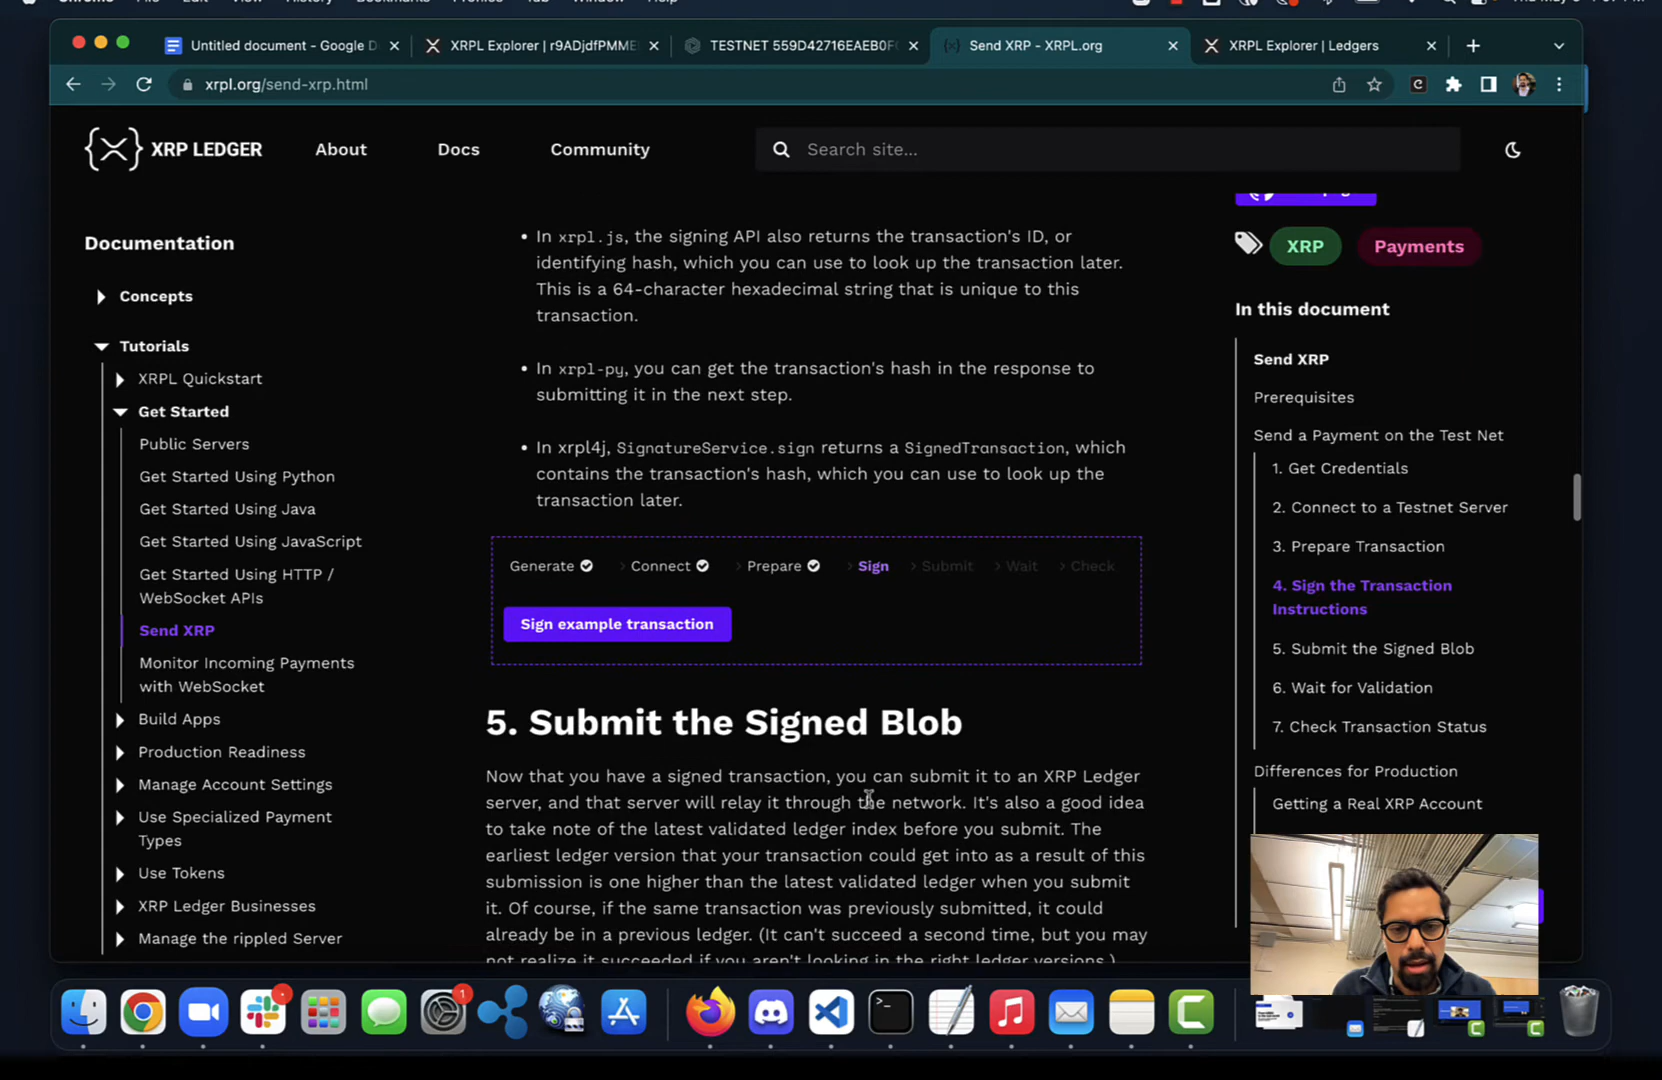 Untitled document - Google D
XRPL Explorer | r9ADjdfPMME
TESTNET 559D42716EAEB0F
Send XRP - XRPL.org
XRPL Explorer | Ledgers
xrpl.org/send-xrp.html
XRP LEDGER
About
Docs
Community
Search site...
Documentation
Concepts
Tutorials
XRPL Quickstart
Get Started
Public Servers
Get Started Using Python
Get Started Using Java
Get Started Using JavaScript
Get Started Using HTTP /
WebSocket APIs
Send XRP
Monitor Incoming Payments
with WebSocket
Build Apps
Production Readiness
Manage Account Settings
Use Specialized Payment
Types
Use Tokens
XRP Ledger Businesses
Manage the rippled Server
• In xrpl.js, the signing API also returns the transaction's ID, or
identifying hash, which you can use to look up the transaction later.
This is a 64-character hexadecimal string that is unique to this
transaction.
• In xrpl-py, you can get the transaction's hash in the response to
submitting it in the next step.
• In xrpl4j, SignatureService.sign returns a SignedTransaction, which
contains the transaction's hash, which you can use to look up the
transaction later.
Generate > Connect > Prepare > Sign > Submit > Wait > Check
Sign example transaction
5. Submit the Signed Blob
Now that you have a signed transaction, you can submit it to an XRP Ledger
server, and that server will relay it through the network. It's also a good idea
to take note of the latest validated ledger index before you submit. The
earliest ledger version that your transaction could get into as a result of this
submission is one higher than the latest validated ledger when you submit
it. Of course, if the same transaction was previously submitted, it could
already be in a previous ledger. (It can't succeed a second time, but you may
not realize it succeeded if you aren't looking in the right ledger versions.)
XRP
Payments
In this document
Send XRP
Prerequisites
Send a Payment on the Test Net
1. Get Credentials
2. Connect to a Testnet Server
3. Prepare Transaction
4. Sign the Transaction
Instructions
5. Submit the Signed Blob
6. Wait for Validation
7. Check Transaction Status
Differences for Production
Getting a Real XRP Account
1